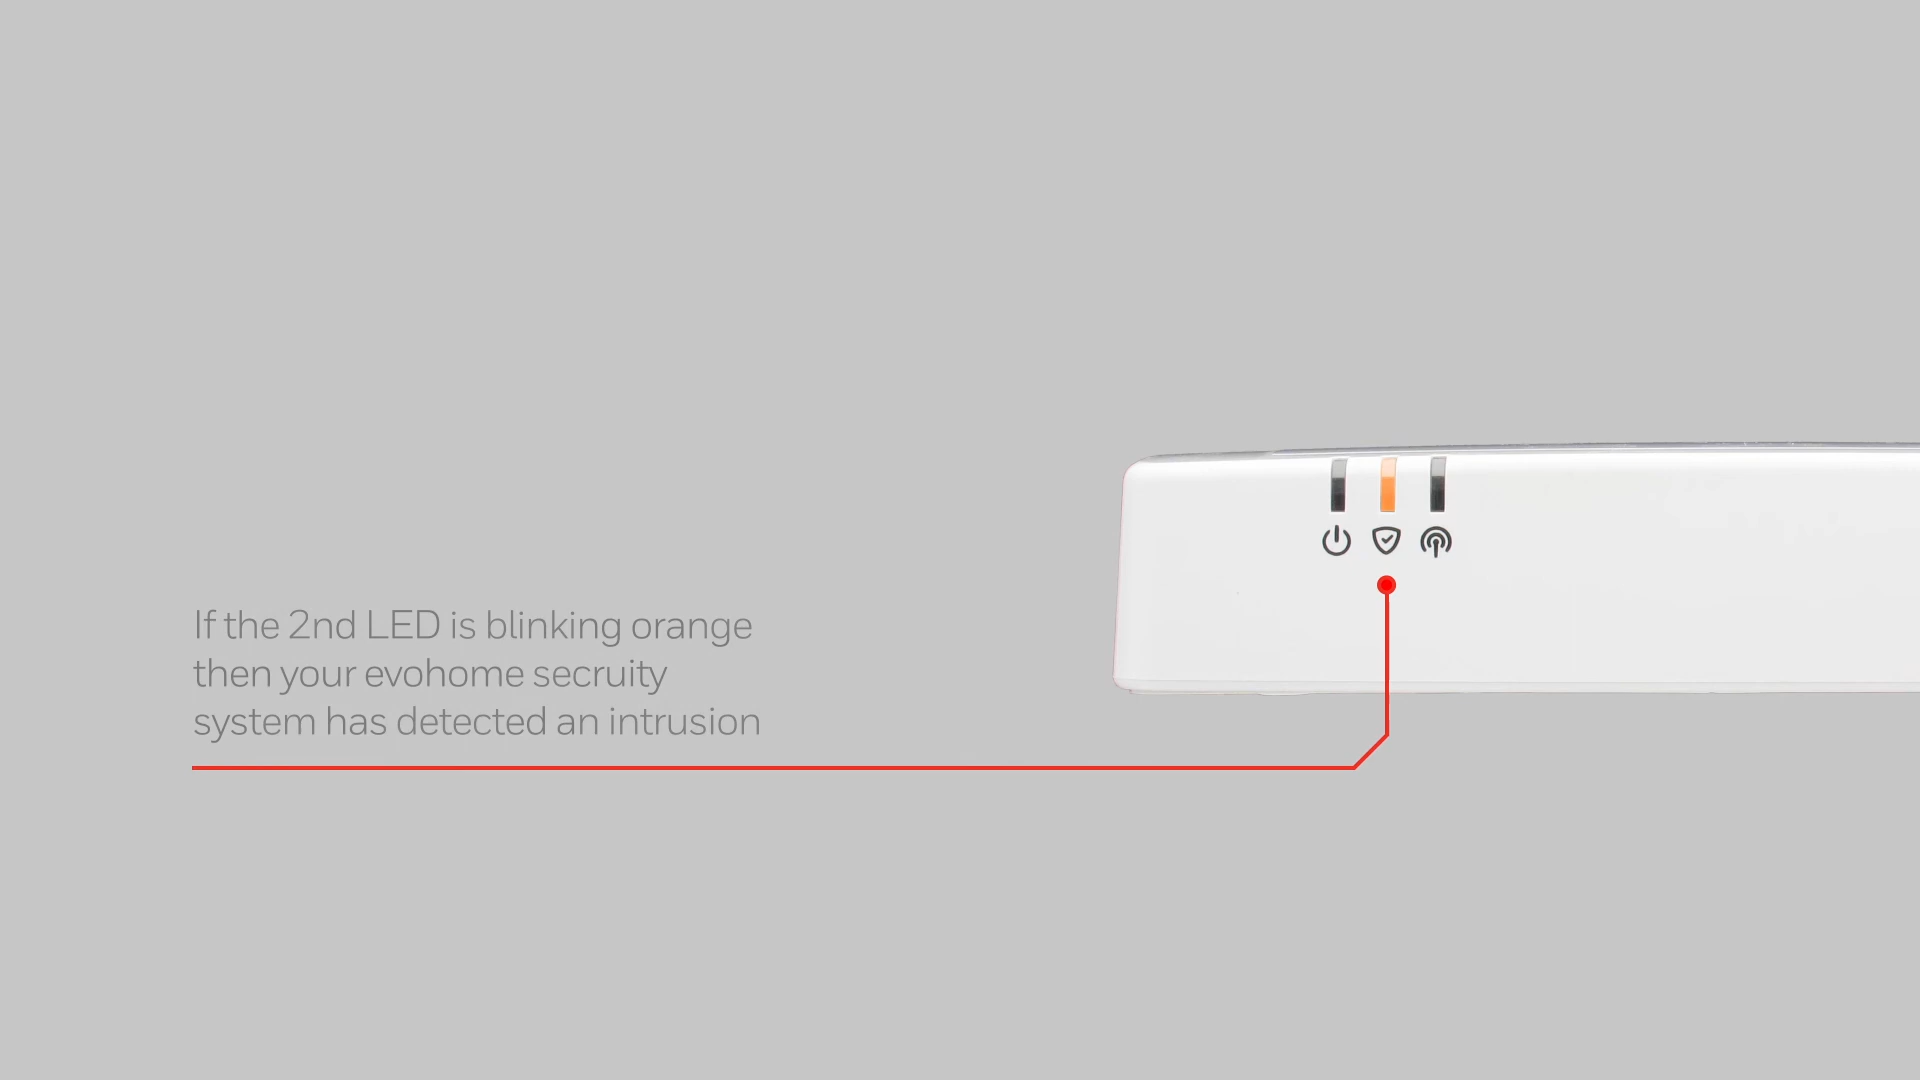 If the 2nd LED is blinking orange
then your evohome secruity
system has detected an intrusion